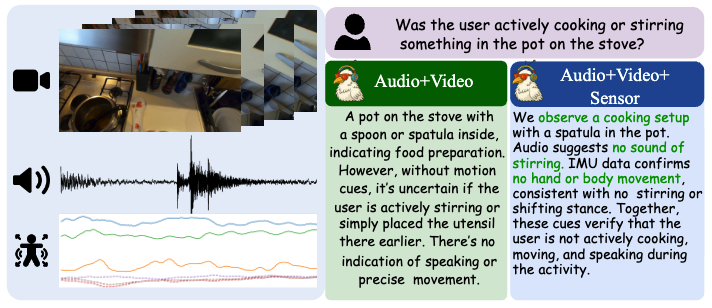 Was the user actively cooking or stirring
something in the pot on the stove?
Audio+Video
A pot on the stove with
a spoon or spatula inside,
indicating food preparation.
However, without motion
cues, it's uncertain if the
user is actively stirring or
simply placed the utensil
there earlier. There's no
indication of speaking or
precise movement.
Audio+Video+
Sensor
We observe a cooking setup
with a spatula in the pot.
Audio suggests no sound of
stirring. IMU data confirms
no hand or body movement,
consistent with no stirring or
shifting stance. Together,
these cues verify that the
user is not actively cooking,
moving, and speaking during
the activity.